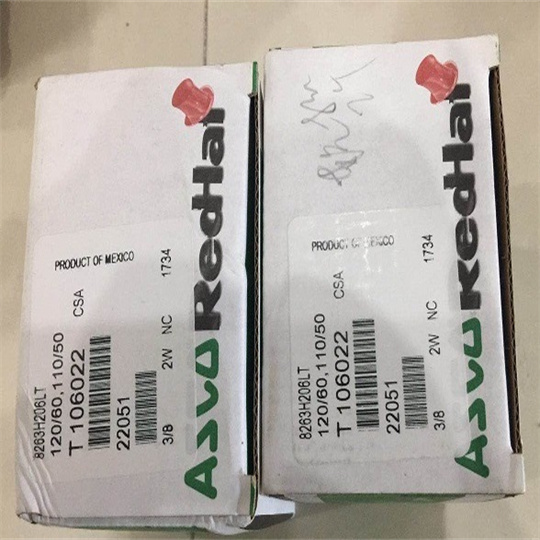 8263H206LT
120/60,110/50 CSA
T 106022
22051
3/8 2W NC 1734
PRODUCT OF MEXICO
ASCO RedHat
8263H206LT
120/60,110/50 CSA
T 106022
22051
3/8 2W NC 1734
PRODUCT OF MEXICO
ASCO RedHat